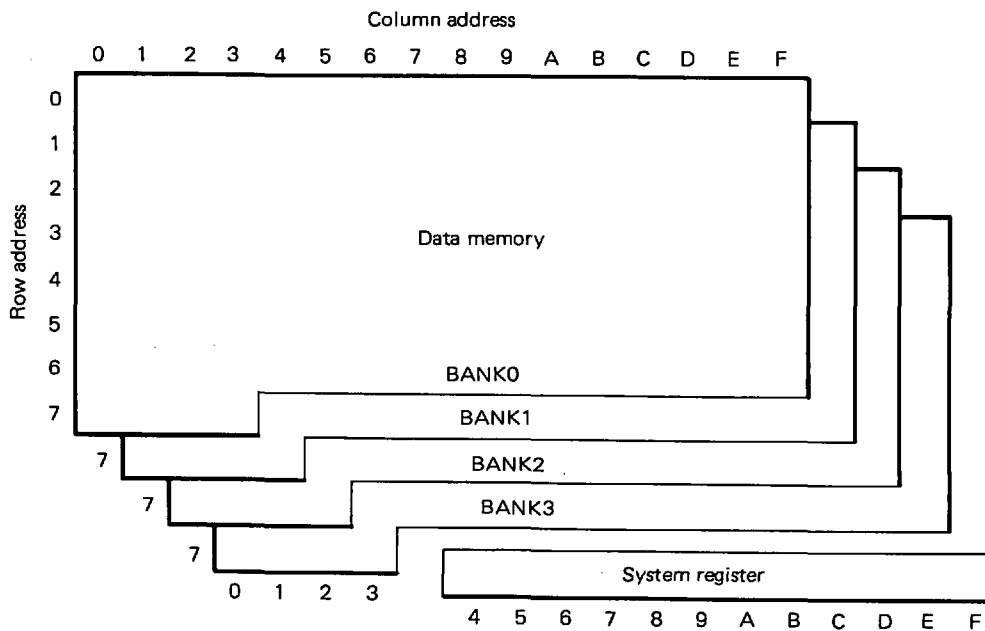 Column address
0 1 2 3 4 5 6 7 8 9 A B C D E F
Row address
0
1
2
3
Data memory
4
5
6
BANK0
7
BANK1
7
BANK2
7
BANK3
7
0 1 2 3
System register
4 5 6 7 8 9 A B C D E F